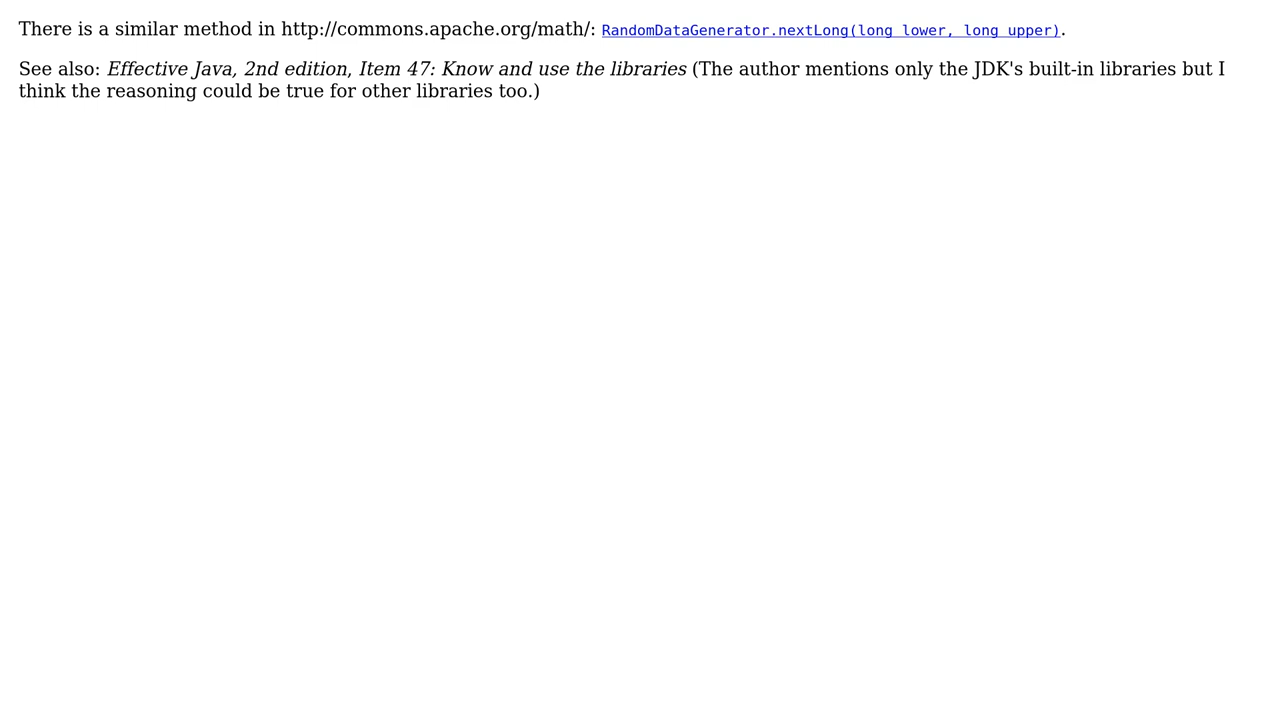 There is a similar method in http://commons.apache.org/math/: RandomDataGenerator.nextLong(long lower, long upper).
See also: Effective Java, 2nd edition, Item 47: Know and use the libraries (The author mentions only the JDK's built-in libraries but I
think the reasoning could be true for other libraries too.)